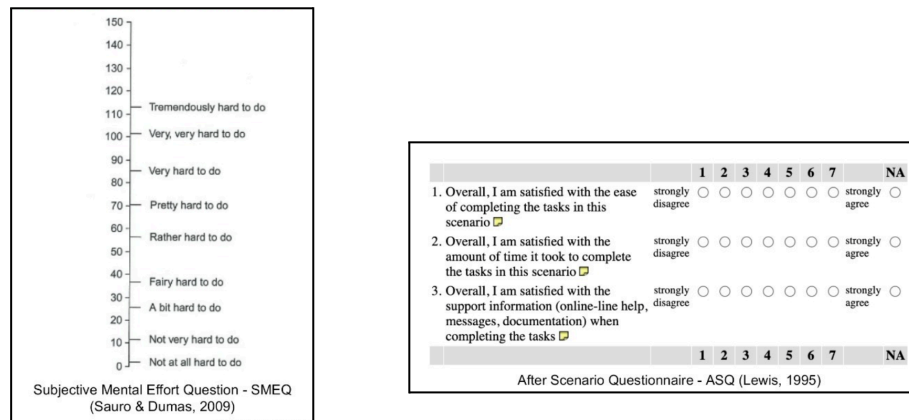 150
140
130
120
Tremendously hard to do
110
100 Very, very hard to do
90
Very hard to do
80
70 Pretty hard to do
60
Rather hard to do
50
40
Fairy hard to do
30
A bit hard to do
20
10 Not very hard to do
0 Not at all hard to do
Subjective Mental Effort Question - SMEQ
(Sauro & Dumas, 2009)
1 2 3 4 5 6 7 NA
1. Overall, I am satisfied with the ease strongly strongly
of completing the tasks in this disagree agree
scenario
2. Overall, I am satisfied with the strongly strongly
amount of time it took to complete disagree agree
the tasks in this scenario
3. Overall, I am satisfied with the strongly strongly
support information (online-line help, disagree agree
messages, documentation) when
completing the tasks
1 2 3 4 5 6 7 NA
After Scenario Questionnaire - ASQ (Lewis, 1995)